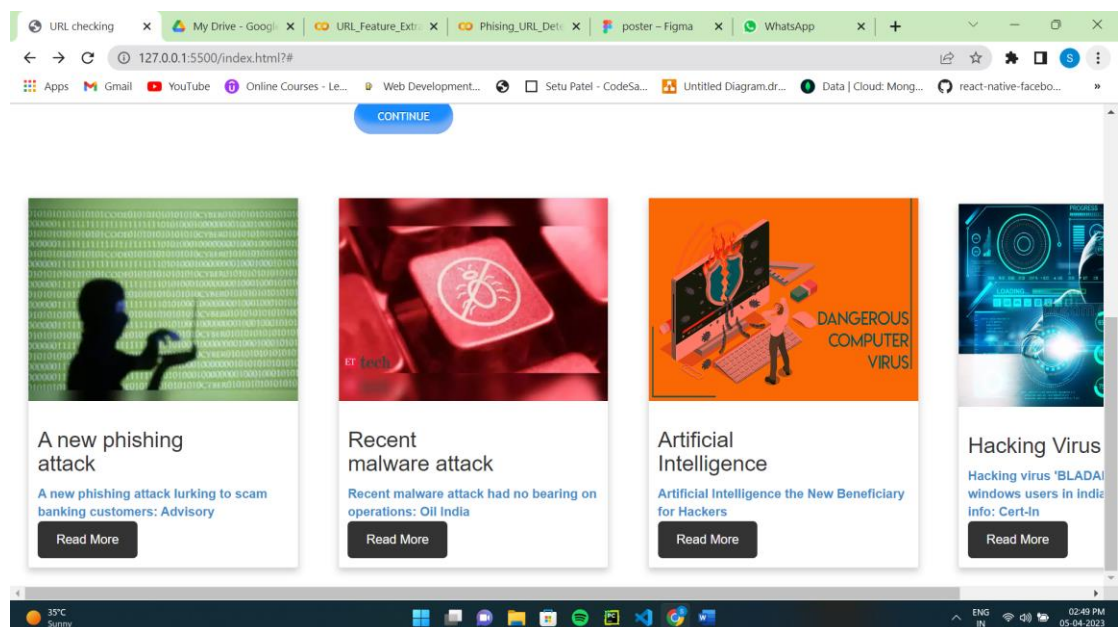 URL checking
My Drive - Googl
URL_Feature_Extr
Phising_URL_Dete
poster – Figma
WhatsApp
127.0.0.1:5500/index.html?#
S
Apps
Gmail
YouTube
Online Courses - Le...
Web Development...
Setu Patel - CodeSa...
Untitled Diagram.dr...
Data | Cloud: Mong...
react-native-facebo...
»
CONTINUE
ET tech
DANGEROUS
COMPUTER
VIRUS!
PROGRESS
LOADING...
A new phishing
attack
A new phishing attack lurking to scam
banking customers: Advisory
Read More
Recent
malware attack
Recent malware attack had no bearing on
operations: Oil India
Read More
Artificial
Intelligence
Artificial Intelligence the New Beneficiary
for Hackers
Read More
Hacking Virus
Hacking virus 'BLADA
windows users in india
info: Cert-In
Read More
35°C
Sunny
ENG
IN
02:49 PM
05-04-2023